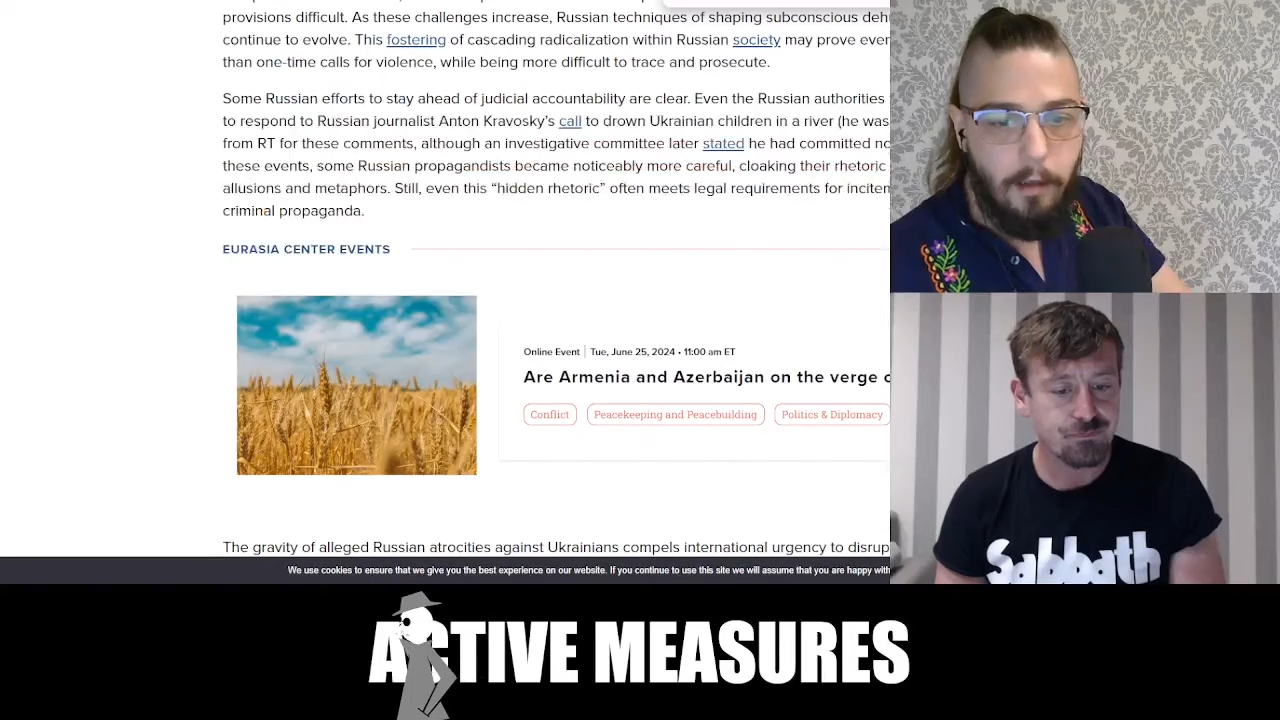 provisions difficult. As these challenges increase, Russian techniques of shaping subconscious deh
continue to evolve. This fostering of cascading radicalization within Russian society may prove ever
than one-time calls for violence, while being more difficult to trace and prosecute.
Some Russian efforts to stay ahead of judicial accountability are clear. Even the Russian authorities
to respond to Russian journalist Anton Kravosky’s call to drown Ukrainian children in a river (he was
from RT for these comments, although an investigative committee later stated he had committed no
these events, some Russian propagandists became noticeably more careful, cloaking their rhetoric
allusions and metaphors. Still, even this “hidden rhetoric” often meets legal requirements for inciten
criminal propaganda.
EURASIA CENTER EVENTS
Online Event | Tue, June 25, 2024 • 11:00 am ET
Are Armenia and Azerbaijan on the verge o
Conflict Peacekeeping and Peacebuilding Politics & Diplomacy
The gravity of alleged Russian atrocities against Ukrainians compels international urgency to disrup
We use cookies to ensure that we give you the best experience on our website. If you continue to use this site we will assume that you are happy with
Sabbath
ACTIVE MEASURES